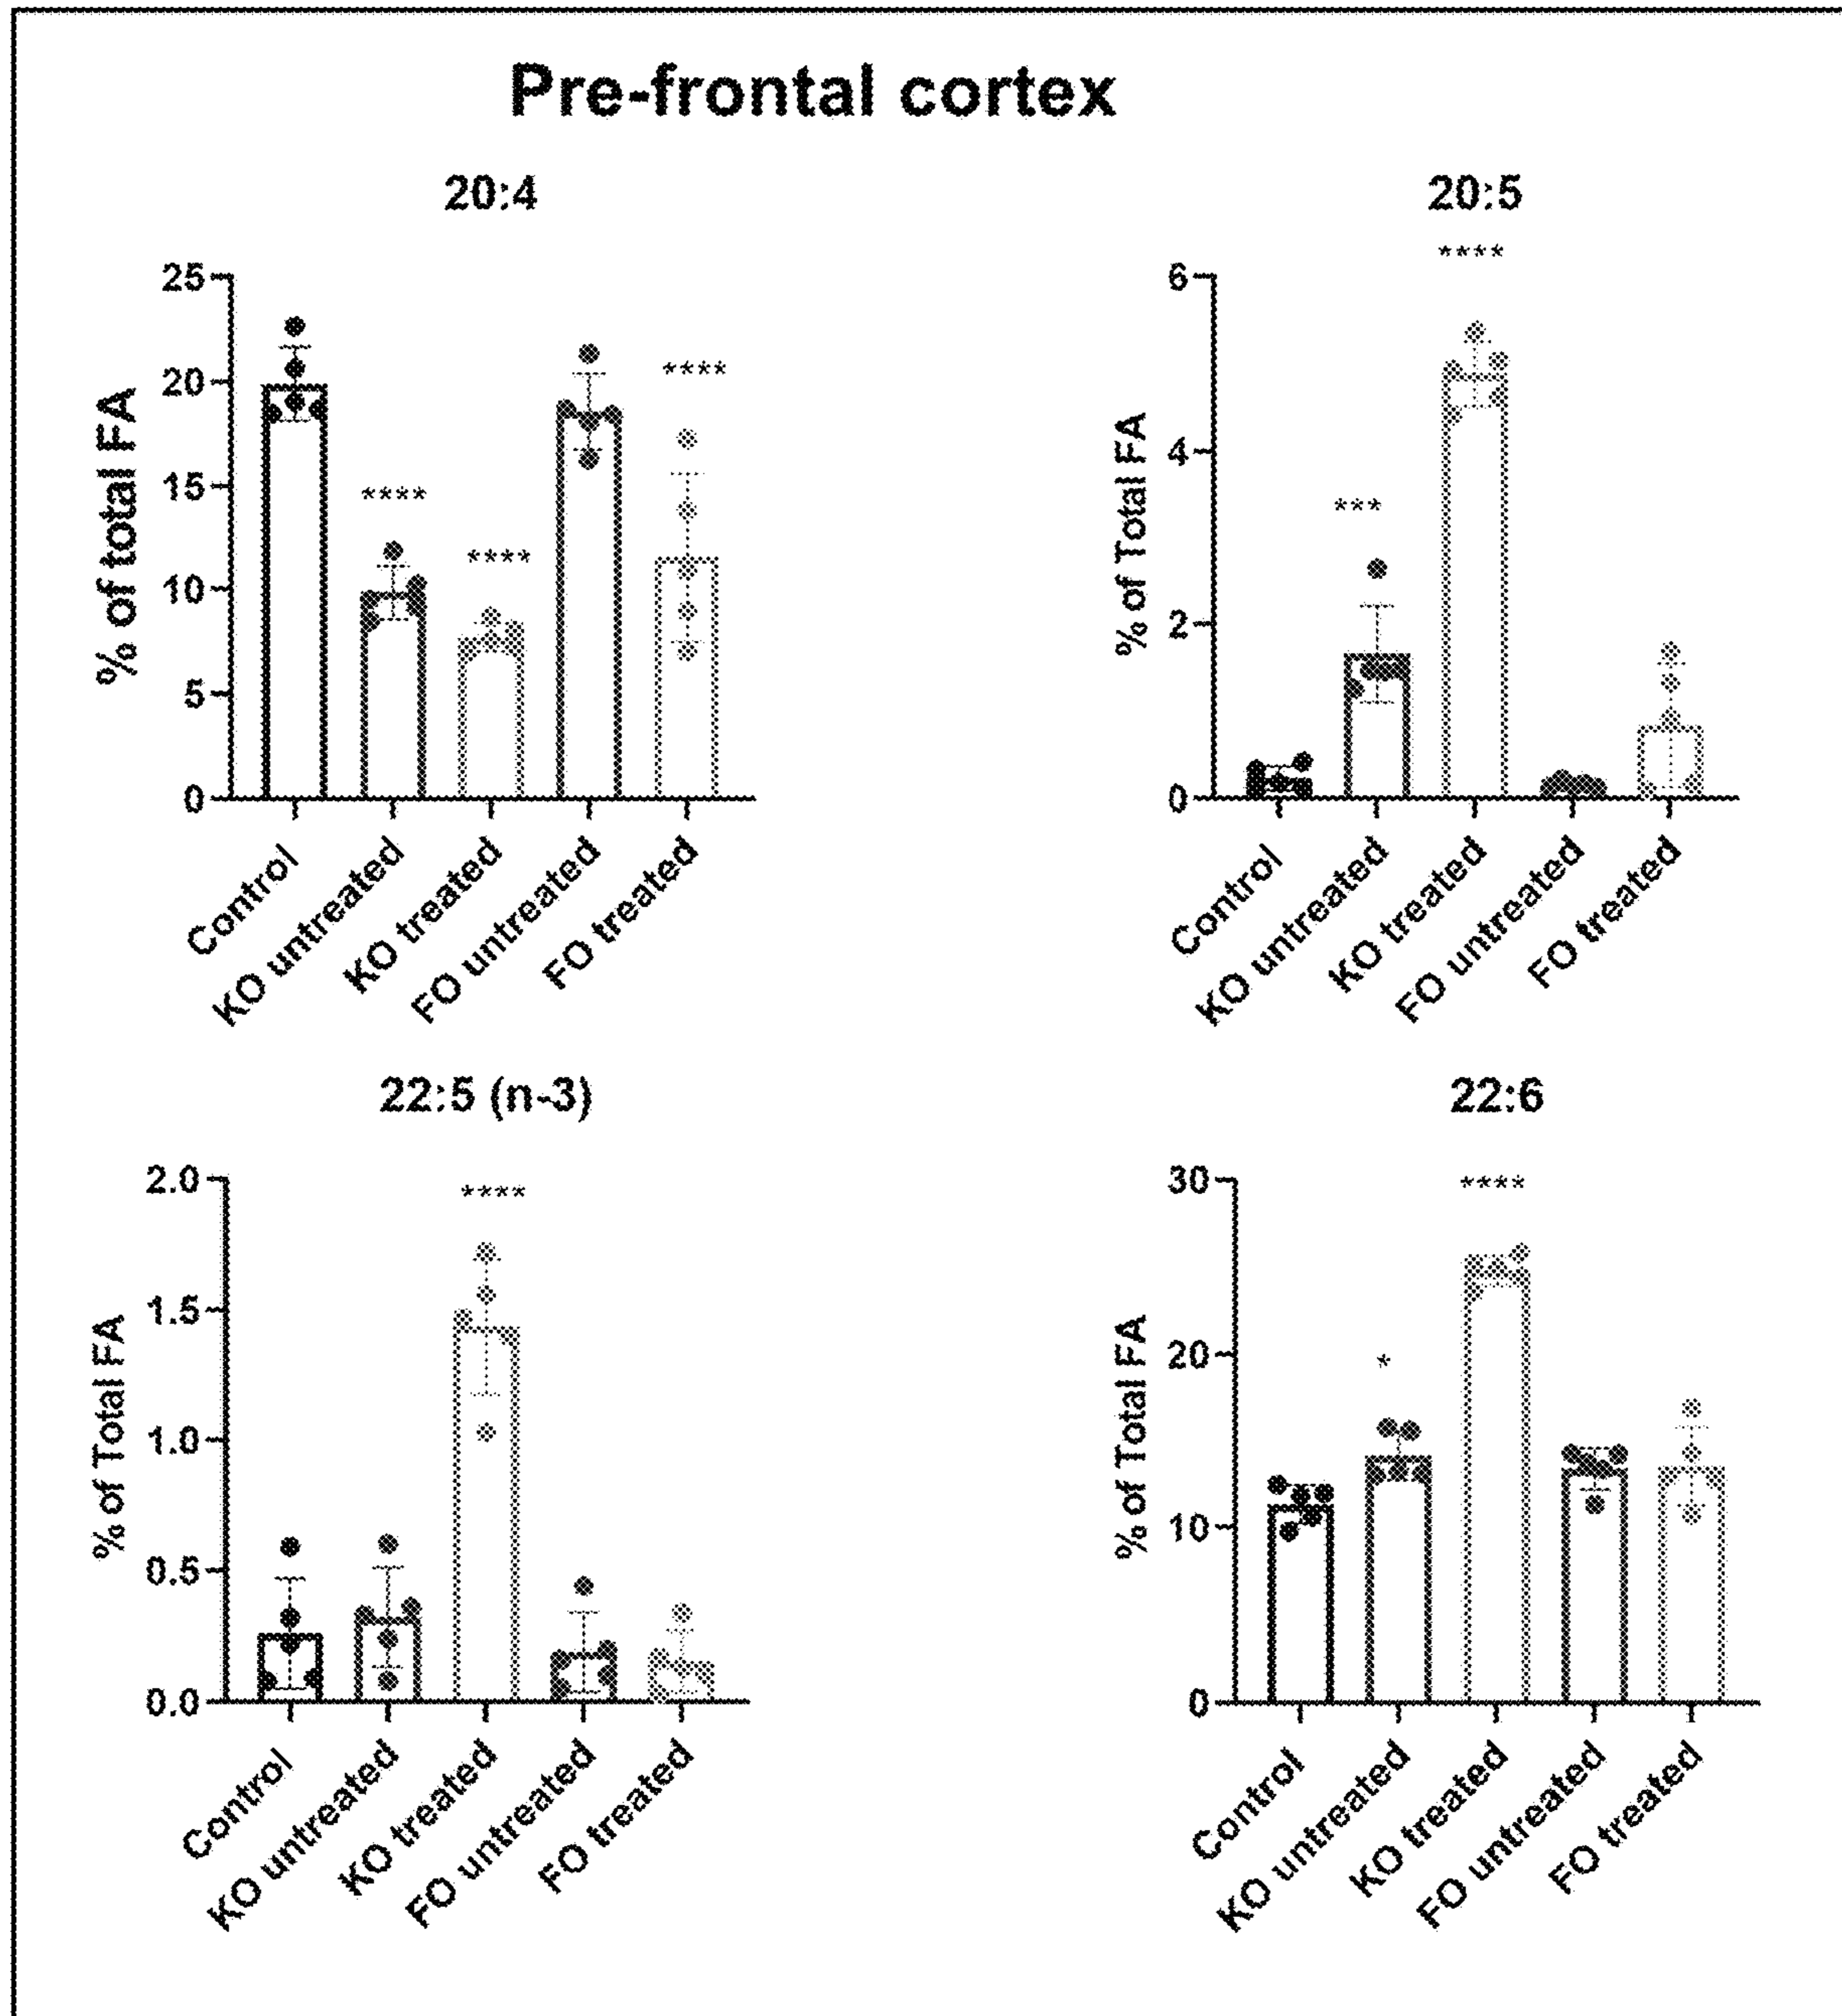 Pre-frontal cortex
20:4
% of total FA
25
20
15
10
5
0
****
****
****
Control
KO untreated
KO treated
FO untreated
FO treated
20:5
% of Total FA
6
4
2
0
***
****
Control
KO untreated
KO treated
FO untreated
FO treated
22:5 (n-3)
% of Total FA
2.0
1.5
1.0
0.5
0.0
****
Control
KO untreated
KO treated
FO untreated
FO treated
22:6
% of Total FA
30
20
10
0
*
****
Control
KO untreated
KO treated
FO untreated
FO treated